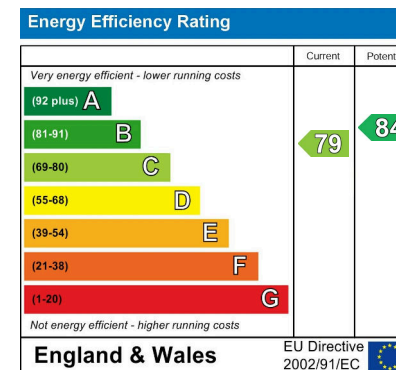 Energy Efficiency Rating
Current Potent
Very energy efficient - lower running costs
(92 plus) A
(81-91) B
84
79
(69-80) C
(55-68) D
(39-54) E
(21-38) F
(1-20) G
Not energy efficient - higher running costs
England & Wales
EU Directive
2002/91/EC